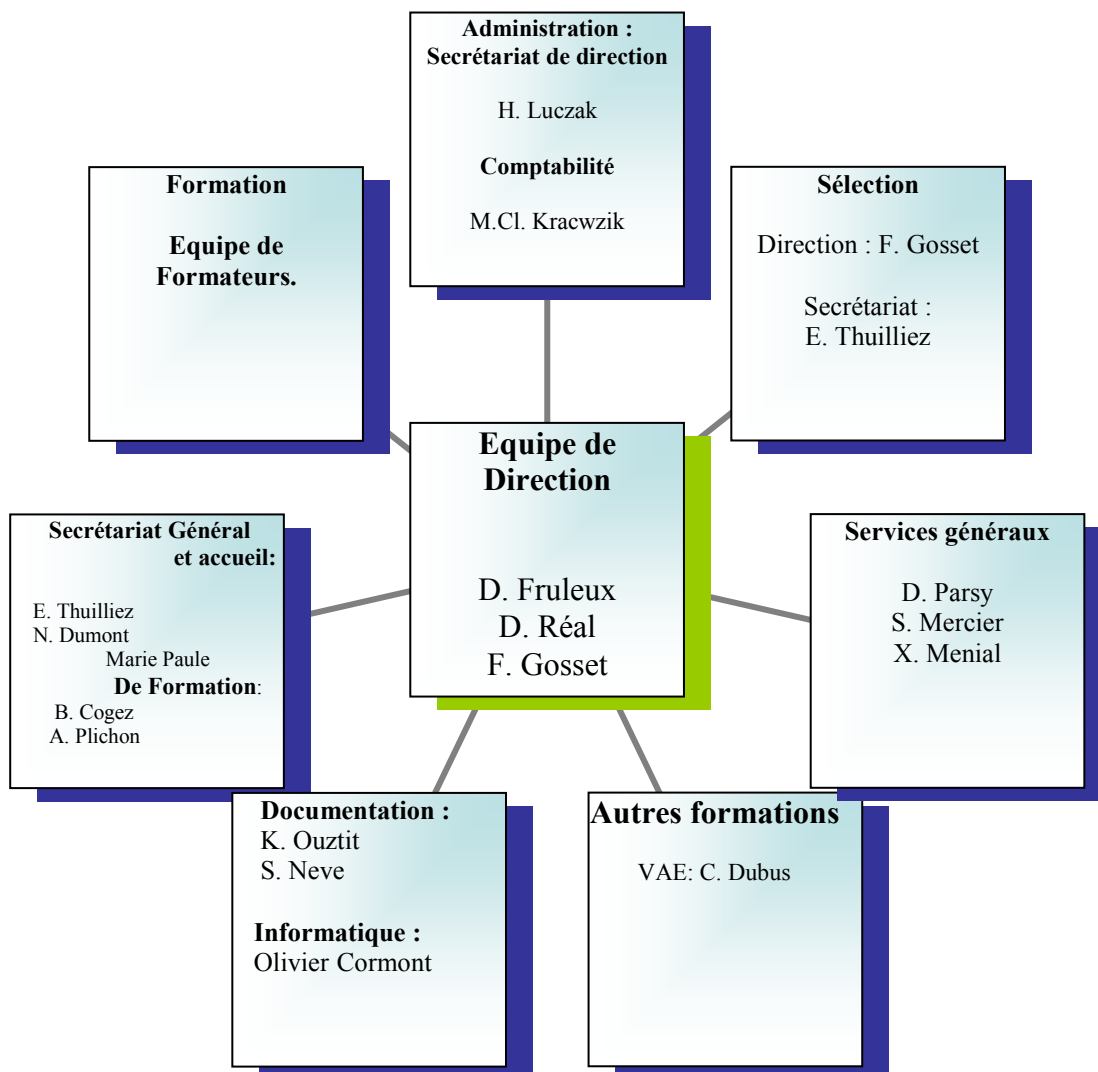 Administration :
Secrétariat de direction
H. Luczak
Comptabilité
M.Cl. Kracwzik
Formation
Equipe de
Formateurs.
Sélection
Direction : F. Gosset
Secrétariat :
E. Thuilliez
Equipe de
Direction
D. Fruleux
D. Réal
F. Gosset
Secrétariat Général
et accueil:
E. Thuilliez
N. Dumont
Marie Paule
De Formation:
B. Cogez
A. Plichon
Services généraux
D. Parsy
S. Mercier
X. Menial
Documentation :
K. Ouztit
S. Neve
Informatique :
Olivier Cormont
Autres formations
VAE: C. Dubus